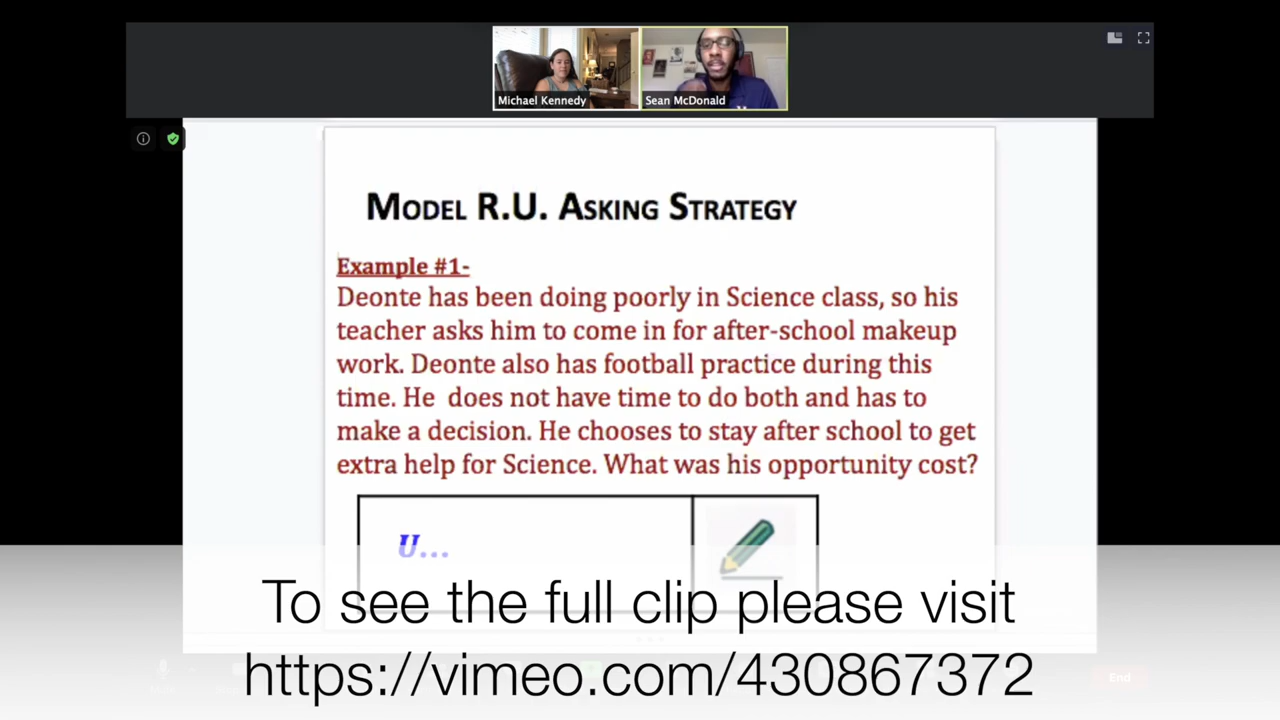 Michael Kennedy
Sean McDonald
MODEL R.U. ASKING STRATEGY
Example #1-
Deonte has been doing poorly in Science class, so his
teacher asks him to come in for after-school makeup
work. Deonte also has football practice during this
time. He does not have time to do both and has to
make a decision. He chooses to stay after school to get
extra help for Science. What was his opportunity cost?
U...
To see the full clip please visit
https://vimeo.com/430867372
End